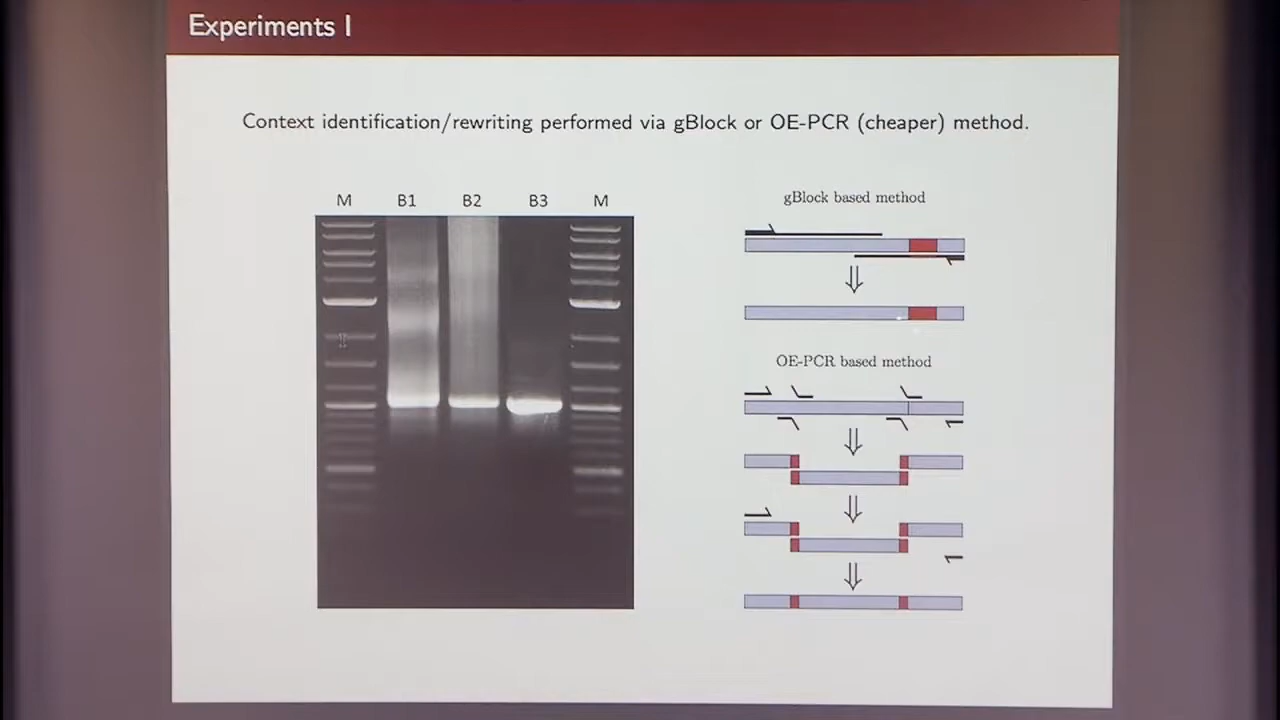 Experiments I
Context identification/rewriting performed via gBlock or OE-PCR (cheaper) method.
M B1 B2 B3 M
gBlock based method
OE-PCR based method